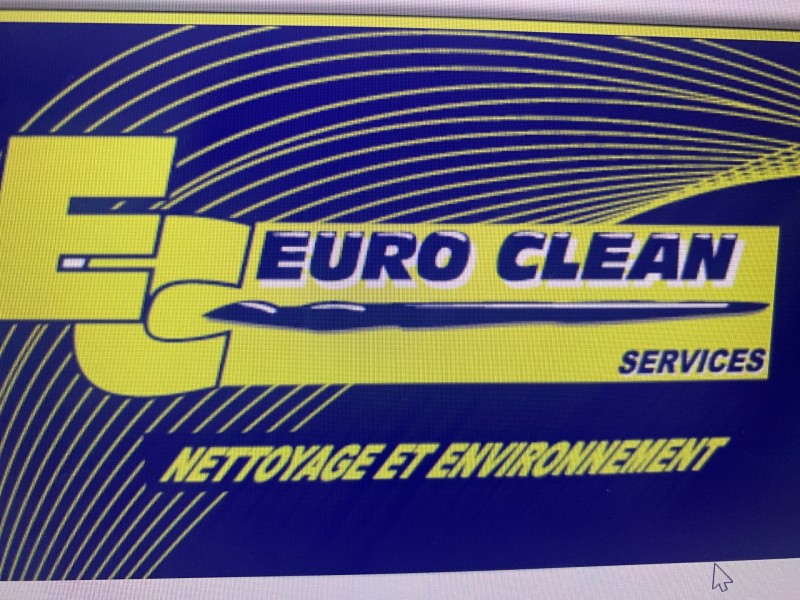 EC
EURO CLEAN
SERVICES
NETTOYAGE ET ENVIRONNEMENT